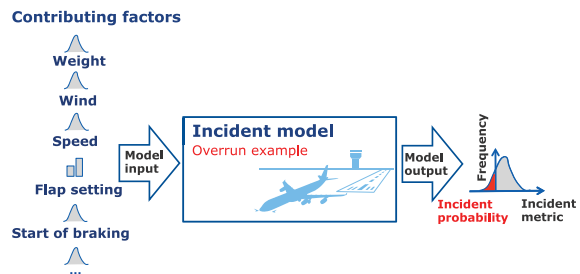 Contributing factors
Weight
Wind
Speed
Flap setting
Start of braking
...
Model
input
Incident model
Overrun example
Model
output
Frequency
Incident
probability
Incident
metric